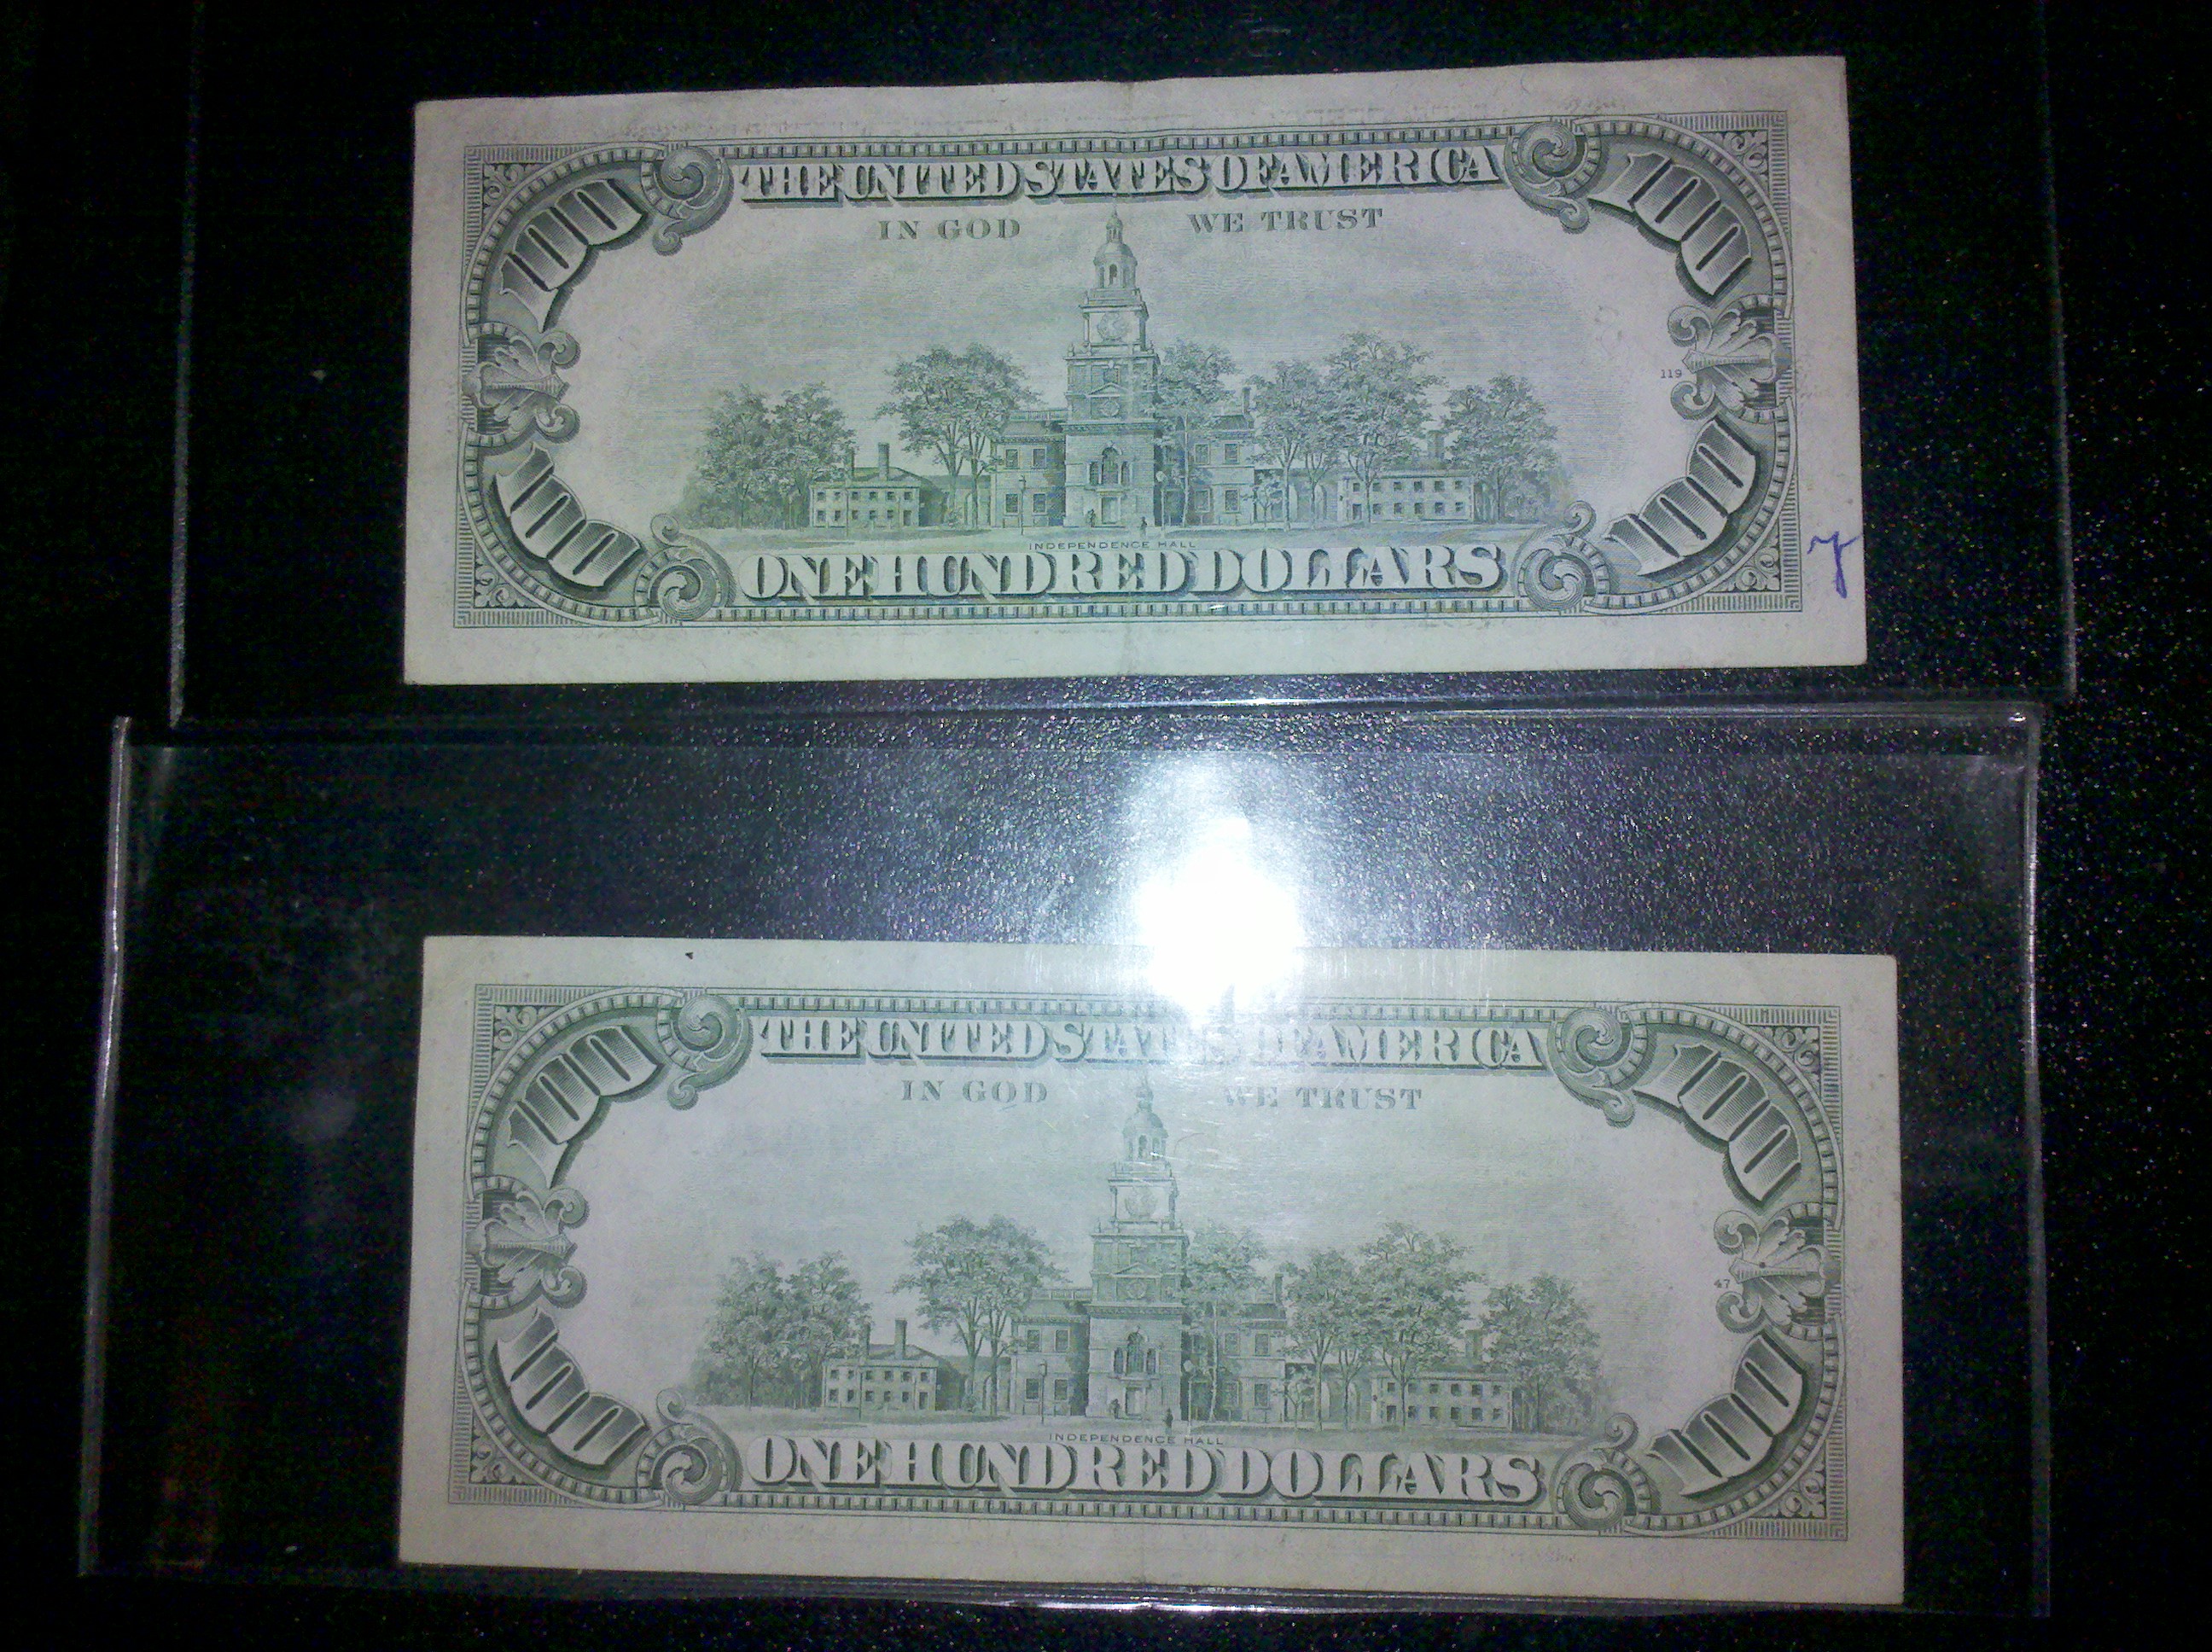 100 THE UNITED STATES OF AMERICA 100
IN GOD WE TRUST
119
INDEPENDENCE HALL
100 ONE HUNDRED DOLLARS 100
100 THE UNITED STATES OF AMERICA 100
IN GOD WE TRUST
47
INDEPENDENCE HALL
100 ONE HUNDRED DOLLARS 100